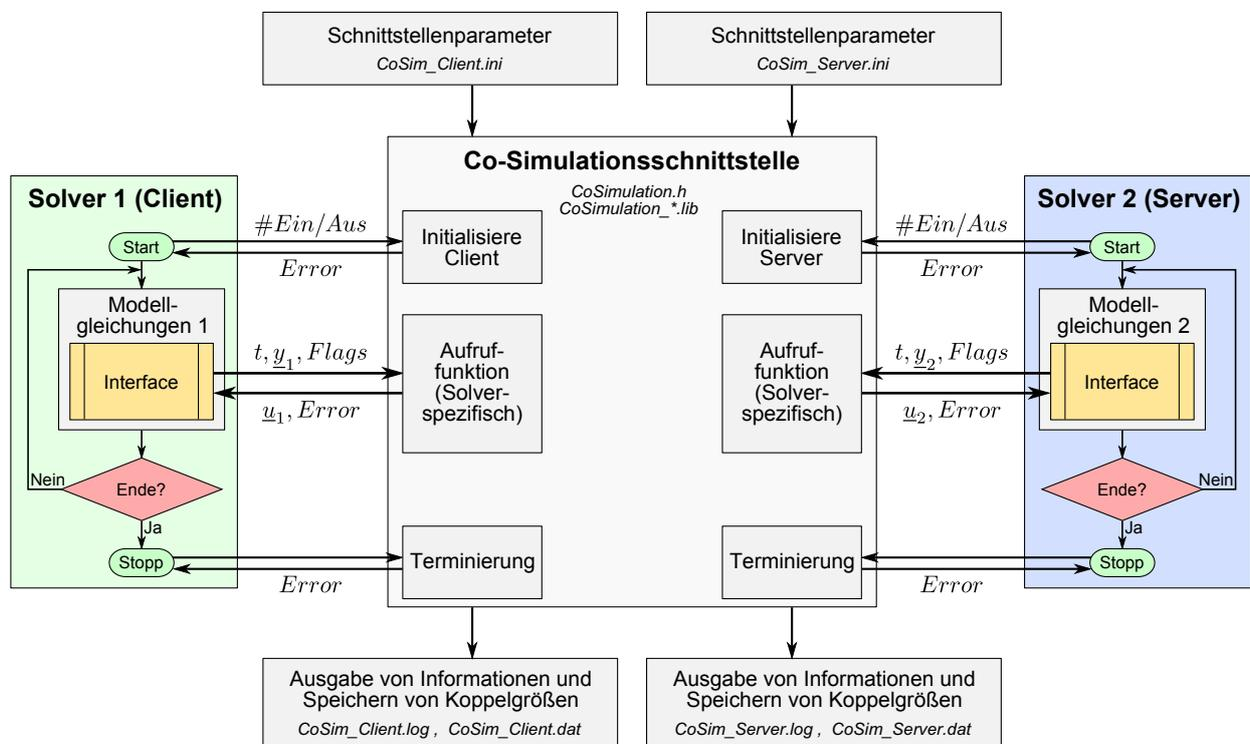 Schnittstellenparameter
CoSim_Client.ini
Schnittstellenparameter
CoSim_Server.ini
Co-Simulationsschnittstelle
CoSimulation.h
CoSimulation_*.lib
Solver 1 (Client)
Start
Modell-
gleichungen 1
Interface
Nein
Ende?
Ja
Stopp
#Ein/Aus
Error
t, y_1, Flags
u_1, Error
Error
Initialisiere
Client
Aufruf-
funktion
(Solver-
spezifisch)
Terminierung
Initialisiere
Server
Aufruf-
funktion
(Solver-
spezifisch)
Terminierung
#Ein/Aus
Error
t, y_2, Flags
u_2, Error
Error
Solver 2 (Server)
Start
Modell-
gleichungen 2
Interface
Ende?
Nein
Ja
Stopp
Ausgabe von Informationen und
Speichern von Koppelgrößen
CoSim_Client.log , CoSim_Client.dat
Ausgabe von Informationen und
Speichern von Koppelgrößen
CoSim_Server.log , CoSim_Server.dat